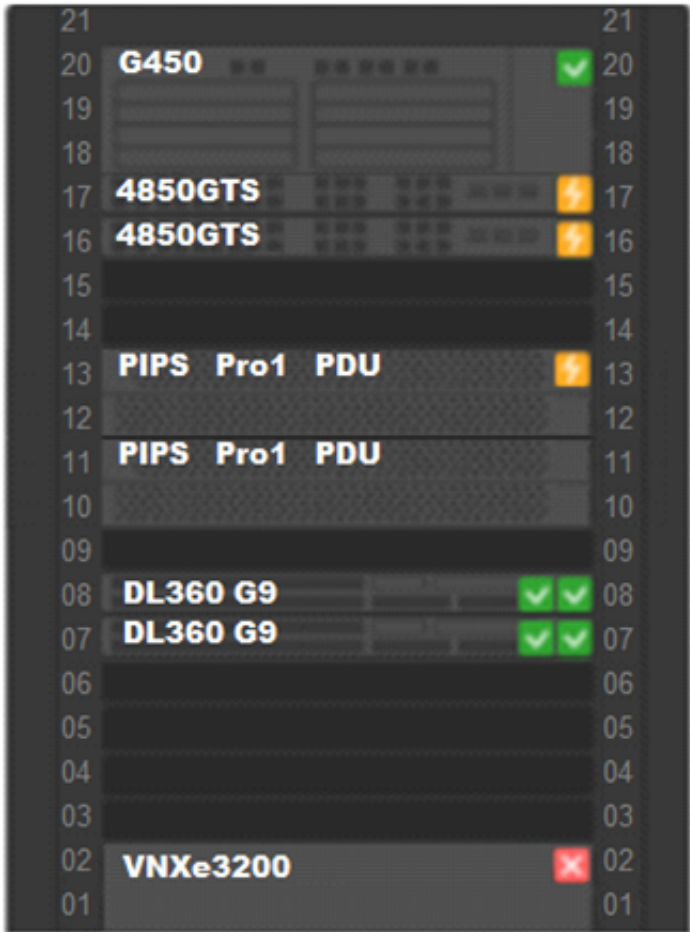 21 21
20 G450 20
19 19
18 18
17 4850GTS 17
16 4850GTS 16
15 15
14 14
13 PIPS Pro1 PDU 13
12 12
11 PIPS Pro1 PDU 11
10 10
09 09
08 DL360 G9 08
07 DL360 G9 07
06 06
05 05
04 04
03 03
02 VNXe3200 02
01 01